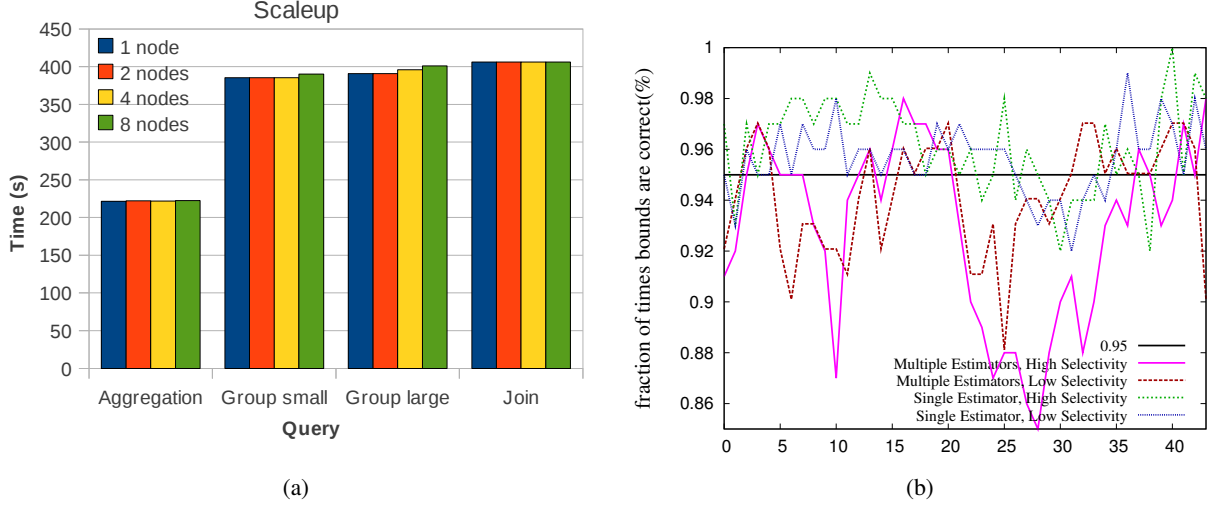 Scaleup
450
400
350
300
250
200
150
100
50
0
Time (s)
1 node
2 nodes
4 nodes
8 nodes
Aggregation Group small Group large Join
Query
(a)
1
0.98
0.96
0.94
0.92
0.9
0.88
0.86
fraction of times bounds are correct(%)
0.95
Multiple Estimators, High Selectivity
Multiple Estimators, Low Selectivity
Single Estimator, High Selectivity
Single Estimator, Low Selectivity
0 5 10 15 20 25 30 35 40
(b)